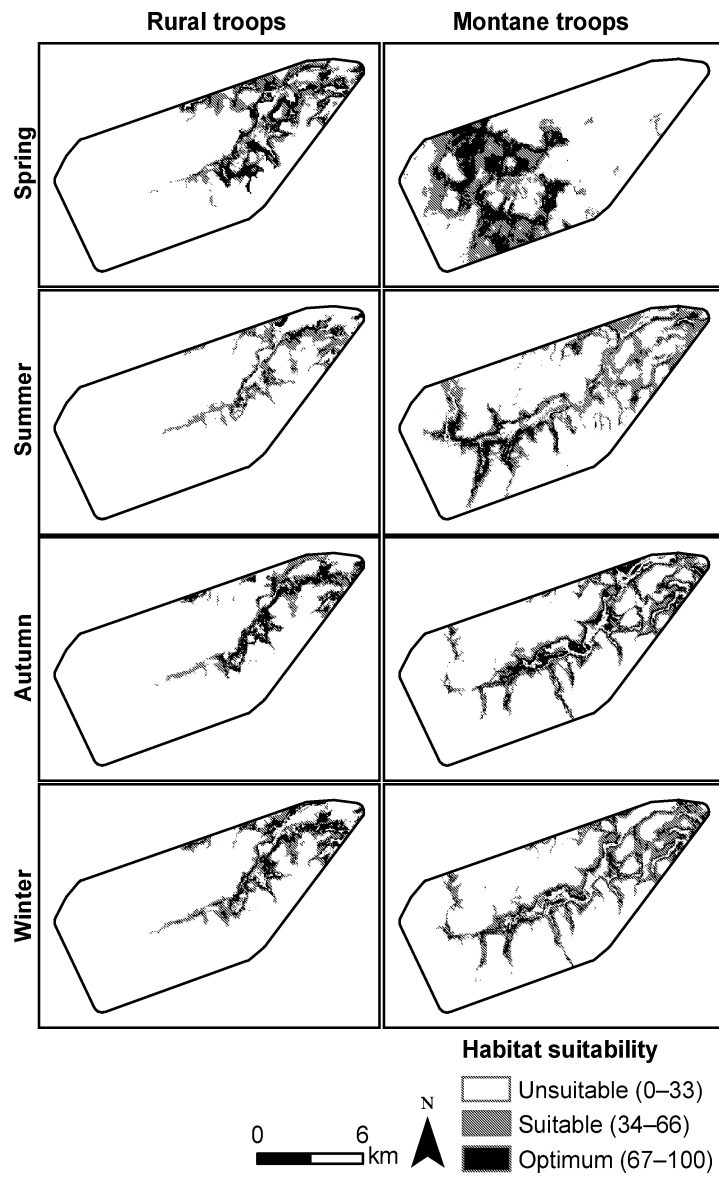 Rural troops
Montane troops
Spring
Summer
Autumn
Winter
Habitat suitability
Unsuitable (0–33)
Suitable (34–66)
Optimum (67–100)
N
0 6
km